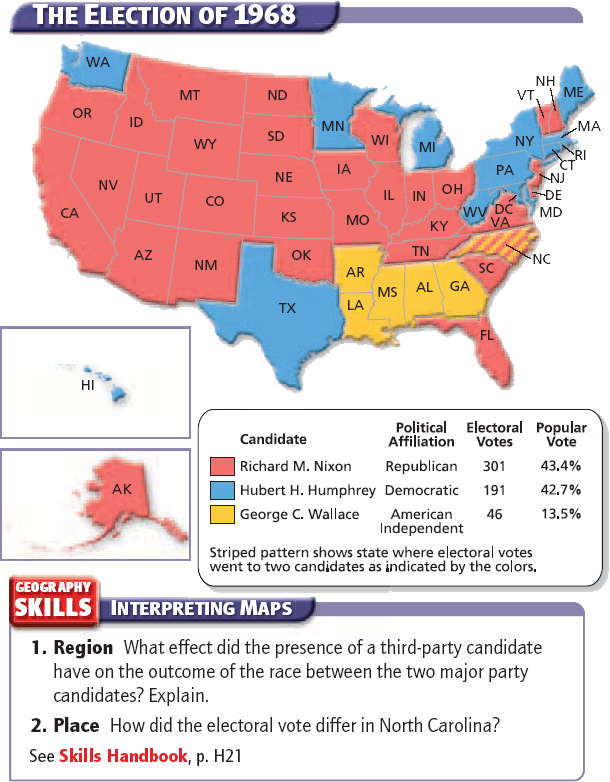 THE ELECTION OF 1968
WA
OR
CA
NV
ID
MT
WY
UT
AZ
CO
NM
ND
SD
NE
KS
OK
TX
MN
IA
MO
AR
LA
WI
IL
MI
IN
OH
KY
TN
MS
AL
GA
FL
SC
NC
VA
WV
DC
MD
DE
NJ
PA
NY
CT
RI
MA
VT
NH
ME
HI
AK
Candidate Political Affiliation Electoral Votes Popular Vote
Richard M. Nixon Republican 301 43.4%
Hubert H. Humphrey Democratic 191 42.7%
George C. Wallace American Independent 46 13.5%
Striped pattern shows state where electoral votes
went to two candidates as indicated by the colors.
GEOGRAPHY
SKILLS INTERPRETING MAPS
1. Region What effect did the presence of a third-party candidate
have on the outcome of the race between the two major party
candidates? Explain.
2. Place How did the electoral vote differ in North Carolina?
See Skills Handbook, p. H21